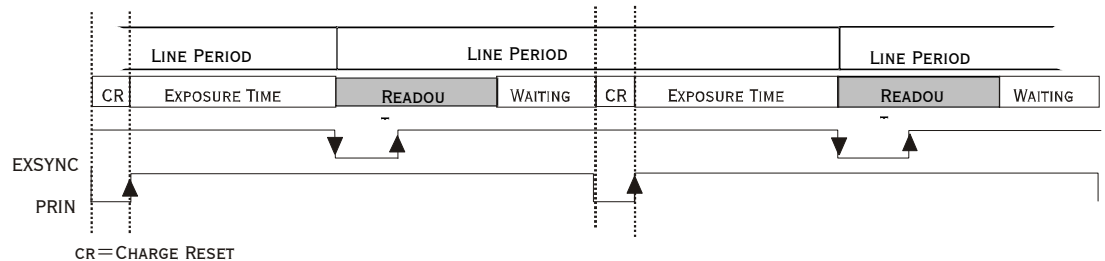 LINE PERIOD LINE PERIOD LINE PERIOD
CR EXPOSURE TIME READOU WAITING CR EXPOSURE TIME READOU WAITING
EXSYNC
PRIN
CR=CHARGE RESET